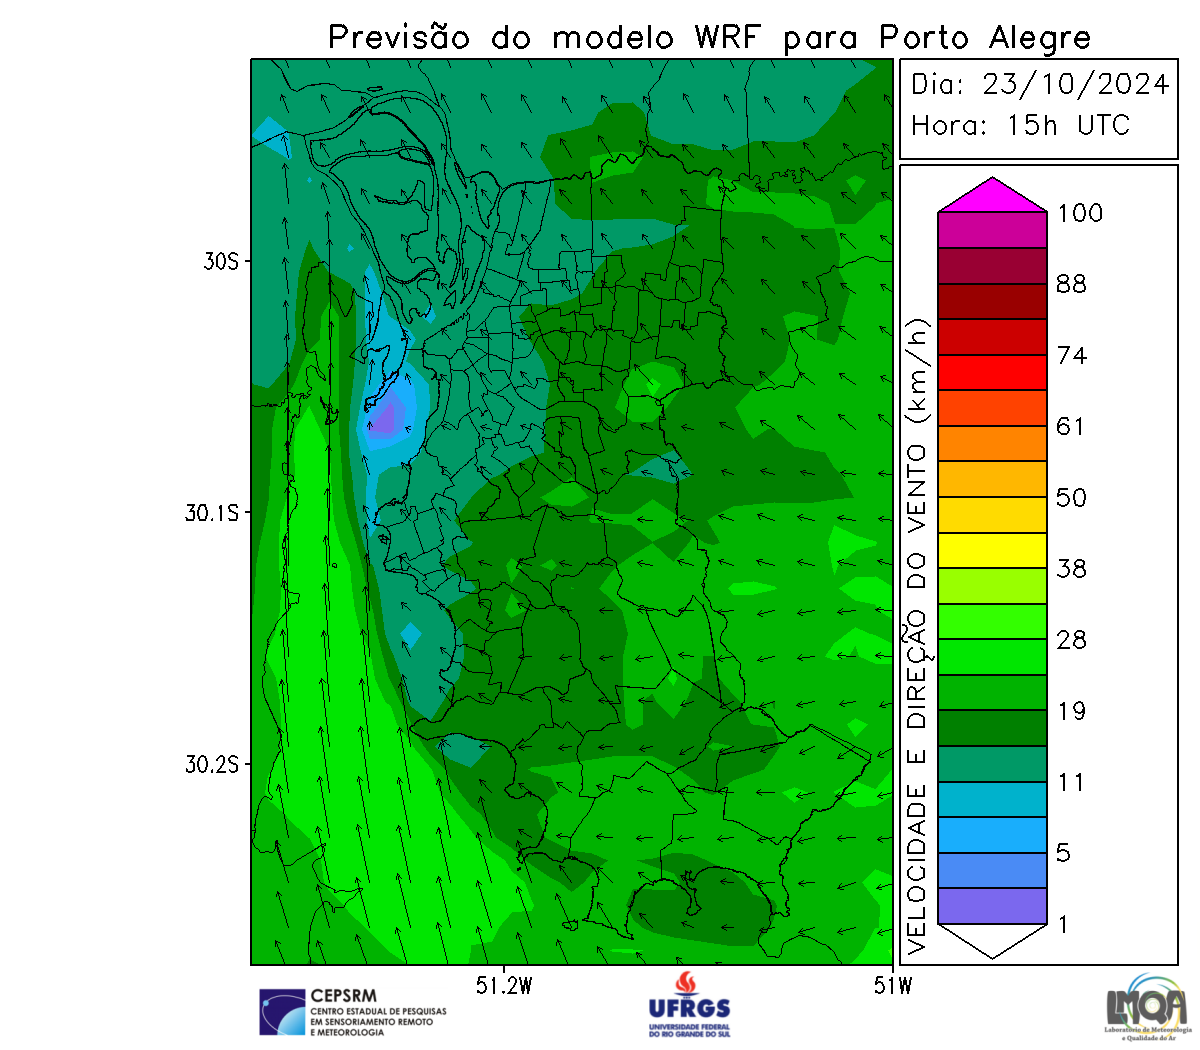 Previsão do modelo WRF para Porto Alegre
Dia: 23/10/2024
Hora: 15h UTC
30S
30.1S
30.2S
51.2W
51W
VELOCIDADE E DIREÇÃO DO VENTO (km/h)
100
88
74
61
50
38
28
19
11
5
1
CEPSRM
CENTRO ESTADUAL DE PESQUISAS
EM SENSORIAMENTO REMOTO
E METEOROLOGIA
UFRGS
UNIVERSIDADE FEDERAL
DO RIO GRANDE DO SUL
LMQA
Laboratório de Meteorologia
e Qualidade do Ar